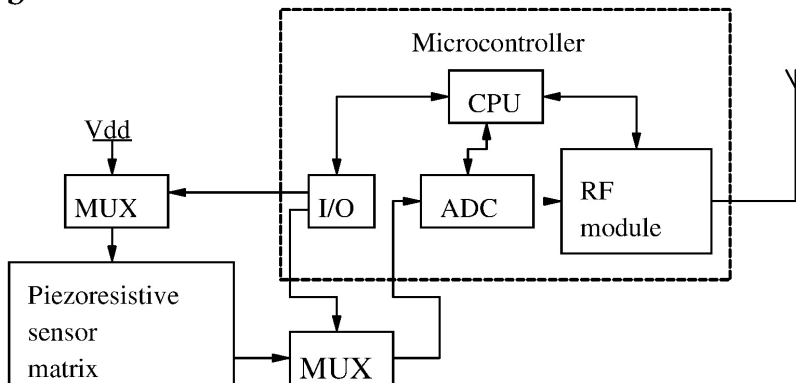 Microcontroller
CPU
Vdd
MUX
I/O
ADC
RF
module
Piezoresistive
sensor
matrix
MUX